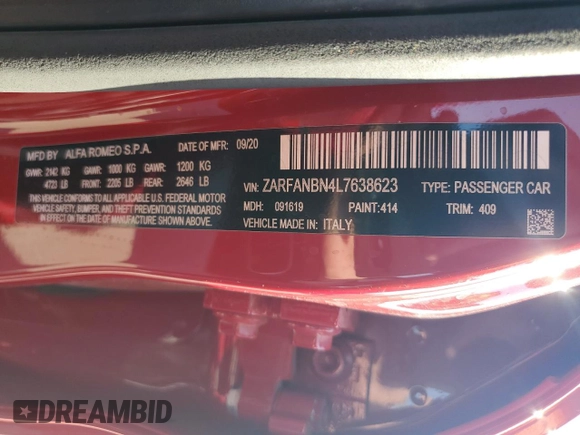 MFD BY ALFA ROMEO S.P.A. DATE OF MFR: 09/20
GVWR: 2142 KG GAWR: 1000 KG GAWR: 1200 KG
4723 LB FRONT: 2205 LB REAR: 2646 LB
THIS VEHICLE CONFORMS TO ALL APPLICABLE U.S. FEDERAL MOTOR
VEHICLE SAFETY, BUMPER, AND THEFT PREVENTION STANDARDS
IN EFFECT ON THE DATE OF MANUFACTURE SHOWN ABOVE.
VIN: ZARFANBN4L7638623 TYPE: PASSENGER CAR
MDH: 091619 PAINT: 414 TRIM: 409
VEHICLE MADE IN: ITALY
DREAMBID